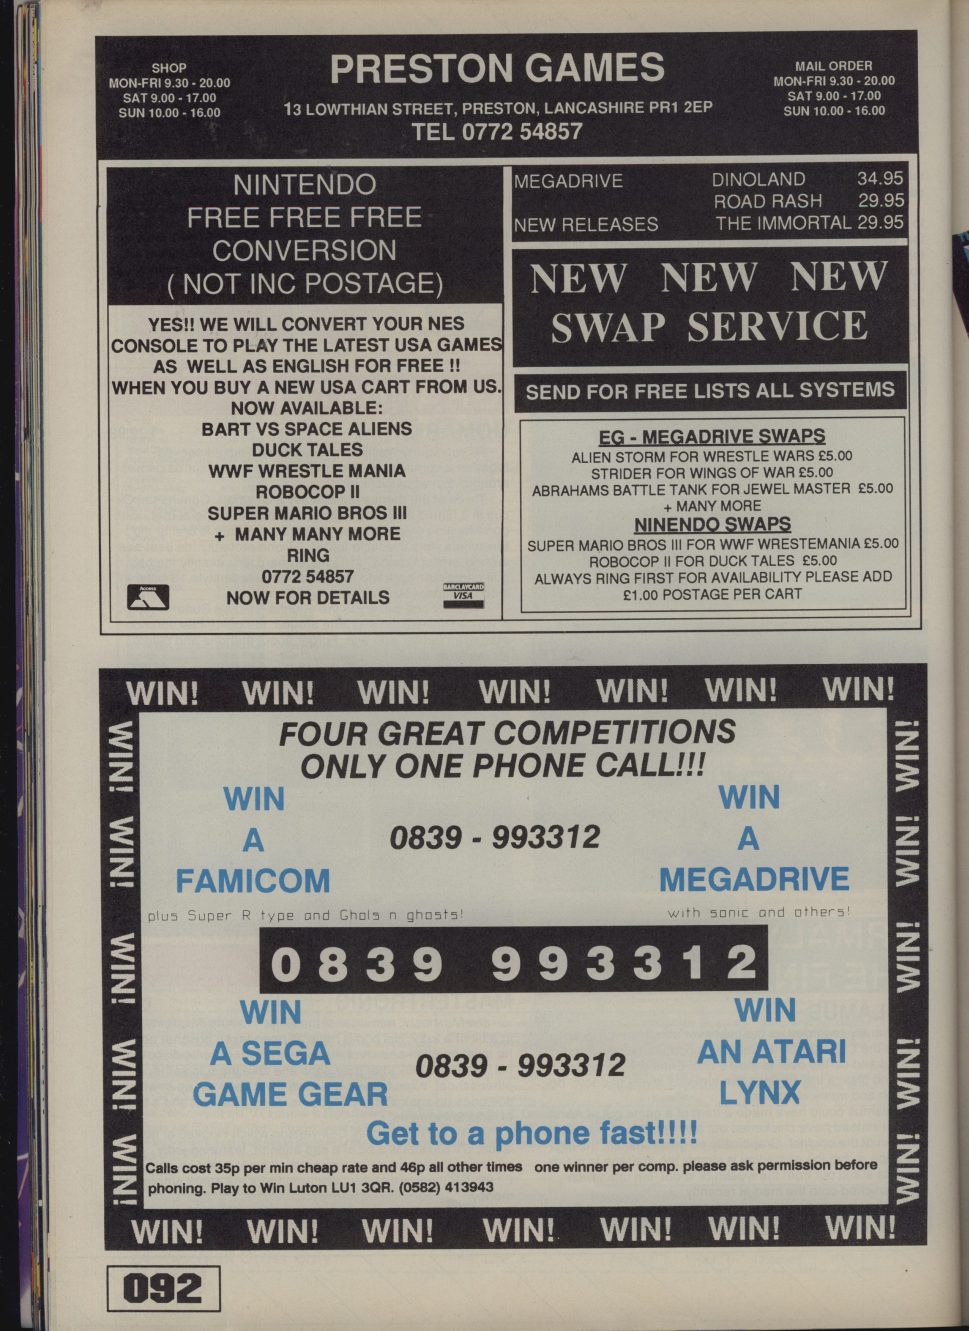 SHOP
MON-FRI 9.30 - 20.00
SAT 9.00 - 17.00
SUN 10.00 - 16.00
PRESTON GAMES
13 LOWTHIAN STREET, PRESTON, LANCASHIRE PR1 2EP
TEL 0772 54857
MAIL ORDER
MON-FRI 9.30 - 20.00
SAT 9.00 - 17.00
SUN 10.00 - 16.00
NINTENDO
FREE FREE FREE
CONVERSION
( NOT INC POSTAGE)
YES!! WE WILL CONVERT YOUR NES
CONSOLE TO PLAY THE LATEST USA GAMES
AS WELL AS ENGLISH FOR FREE !!
WHEN YOU BUY A NEW USA CART FROM US.
NOW AVAILABLE:
BART VS SPACE ALIENS
DUCK TALES
WWF WRESTLE MANIA
ROBOCOP II
SUPER MARIO BROS III
+ MANY MANY MORE
RING
0772 54857
NOW FOR DETAILS
Access
BARCLAYCARD
VISA
MEGADRIVE DINOLAND 34.95
ROAD RASH 29.95
NEW RELEASES THE IMMORTAL 29.95
NEW NEW NEW
SWAP SERVICE
SEND FOR FREE LISTS ALL SYSTEMS
EG - MEGADRIVE SWAPS
ALIEN STORM FOR WRESTLE WARS £5.00
STRIDER FOR WINGS OF WAR £5.00
ABRAHAMS BATTLE TANK FOR JEWEL MASTER £5.00
+ MANY MORE
NINENDO SWAPS
SUPER MARIO BROS III FOR WWF WRESTEMANIA £5.00
ROBOCOP II FOR DUCK TALES £5.00
ALWAYS RING FIRST FOR AVAILABILITY PLEASE ADD
£1.00 POSTAGE PER CART
WIN! WIN! WIN! WIN! WIN! WIN! WIN!
WIN! WIN! WIN! WIN! WIN!
FOUR GREAT COMPETITIONS
ONLY ONE PHONE CALL!!!
WIN
A
FAMICOM
plus Super R type and Ghols n ghosts!
0839 - 993312
WIN
A
MEGADRIVE
with sonic and others!
0839 993312
WIN
A SEGA
GAME GEAR
0839 - 993312
WIN
AN ATARI
LYNX
Get to a phone fast!!!!
Calls cost 35p per min cheap rate and 46p all other times one winner per comp. please ask permission before
phoning. Play to Win Luton LU1 3QR. (0582) 413943
WIN! WIN! WIN! WIN! WIN!
WIN! WIN! WIN! WIN! WIN! WIN! WIN!
092